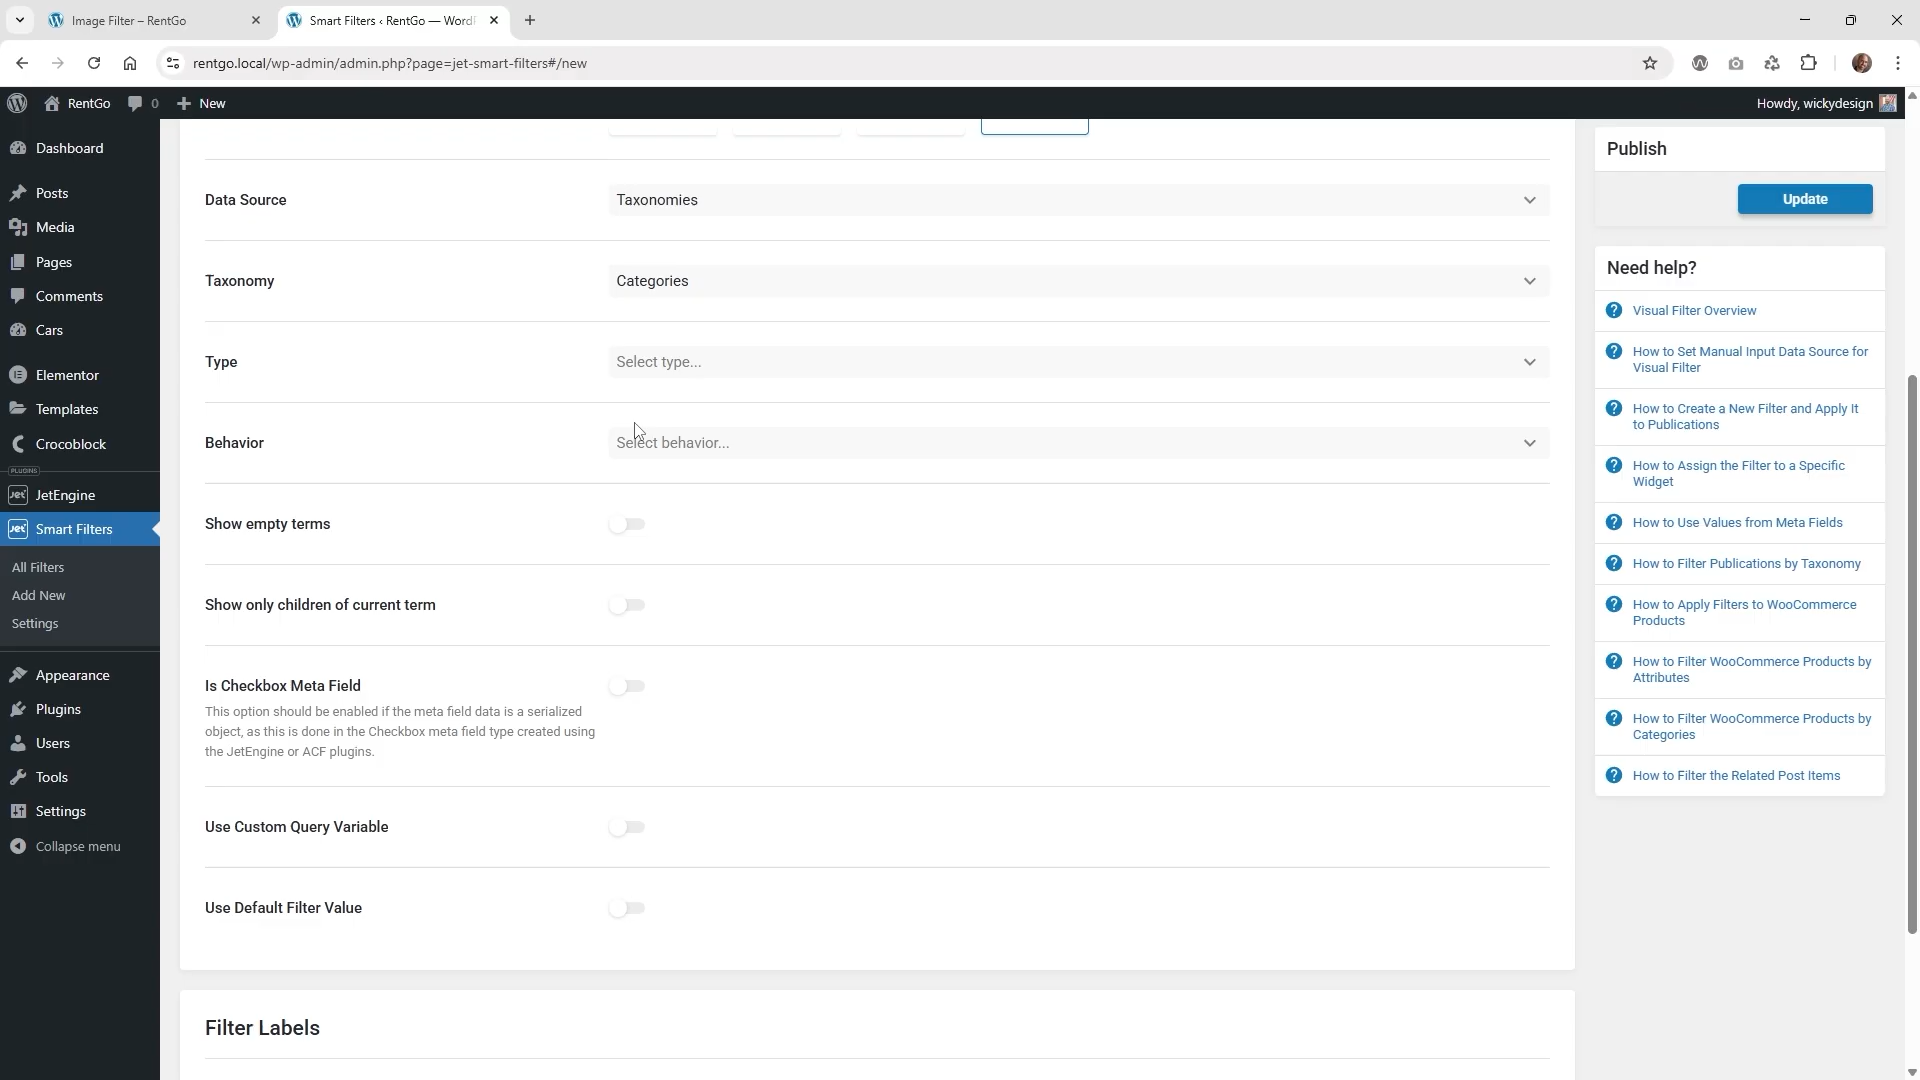 Image Filter – RentGo
Smart Filters ‹ RentGo — WordP
rentgo.local/wp-admin/admin.php?page=jet-smart-filters#/new
RentGo
0
New
Howdy, wickydesign
Dashboard
Posts
Media
Pages
Comments
Cars
Elementor
Templates
Crocoblock
PLUGINS
JetEngine
Smart Filters
All Filters
Add New
Settings
Appearance
Plugins
Users
Tools
Settings
Collapse menu
Data Source
Taxonomies
Taxonomy
Categories
Type
Select type...
Behavior
Select behavior...
Show empty terms
Show only children of current term
Is Checkbox Meta Field
This option should be enabled if the meta field data is a serialized
object, as this is done in the Checkbox meta field type created using
the JetEngine or ACF plugins.
Use Custom Query Variable
Use Default Filter Value
Filter Labels
Publish
Update
Need help?
Visual Filter Overview
How to Set Manual Input Data Source for
Visual Filter
How to Create a New Filter and Apply It
to Publications
How to Assign the Filter to a Specific
Widget
How to Use Values from Meta Fields
How to Filter Publications by Taxonomy
How to Apply Filters to WooCommerce
Products
How to Filter WooCommerce Products by
Attributes
How to Filter WooCommerce Products by
Categories
How to Filter the Related Post Items